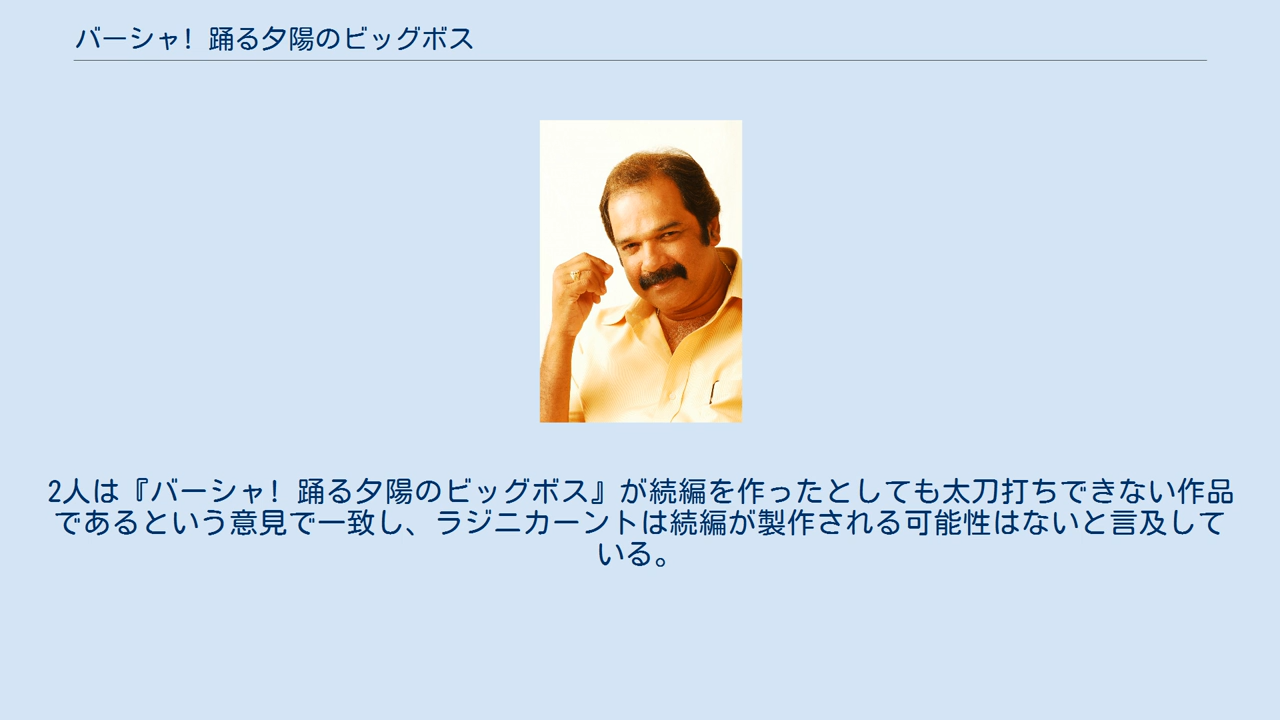 バーシャ! 踊る夕陽のビッグボス
2人は『バーシャ! 踊る夕陽のビッグボス』が続編を作ったとしても太刀打ちできない作品
であるという意見で一致し、ラジニカーントは続編が製作される可能性はないと言及して
いる。